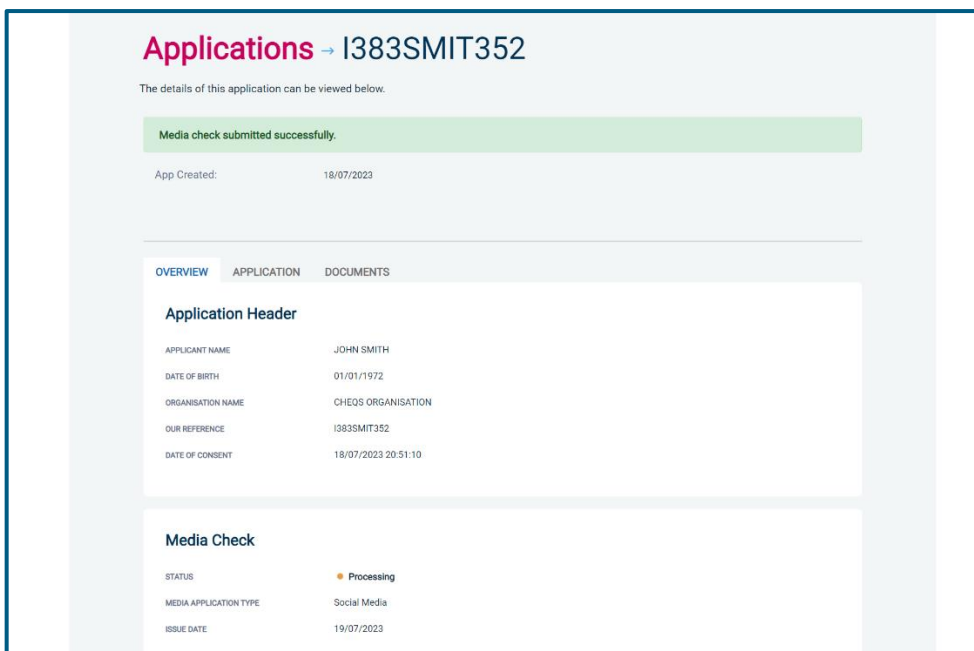 Applications → I383SMIT352
The details of this application can be viewed below.
Media check submitted successfully.
App Created: 18/07/2023
OVERVIEW APPLICATION DOCUMENTS
Application Header
APPLICANT NAME JOHN SMITH
DATE OF BIRTH 01/01/1972
ORGANISATION NAME CHEQS ORGANISATION
OUR REFERENCE I383SMIT352
DATE OF CONSENT 18/07/2023 20:51:10
Media Check
STATUS Processing
MEDIA APPLICATION TYPE Social Media
ISSUE DATE 19/07/2023